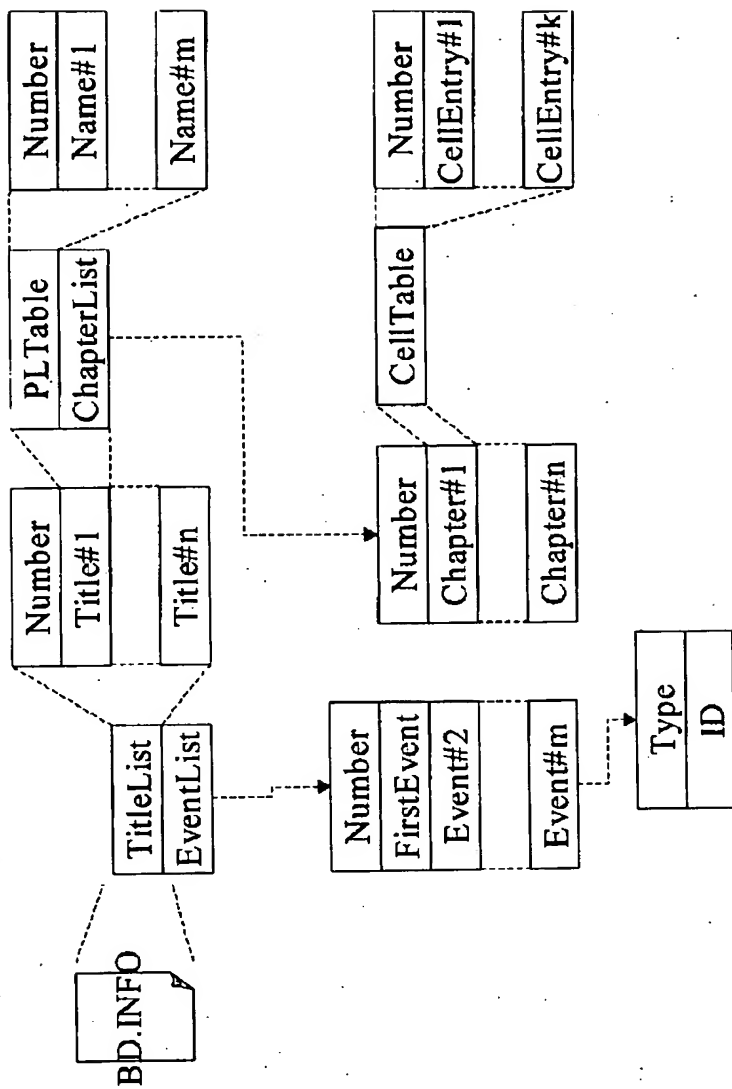 BD.INFO
TitleList
EventList
Number
Title#1
Title#n
PLTable
ChapterList
Number
Name#1
Name#m
Number
FirstEvent
Event#2
Event#m
Type
ID
Number
Chapter#1
Chapter#n
CellTable
Number
CellEntry#1
CellEntry#k